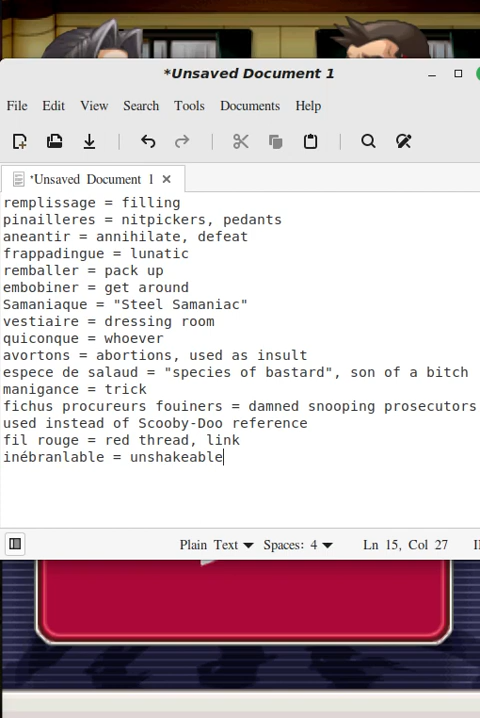 *Unsaved Document 1
File Edit View Search Tools Documents Help
*Unsaved Document 1
remplissage = filling
pinailleres = nitpickers, pedants
aneantir = annihilate, defeat
frappadingue = lunatic
remballer = pack up
embobiner = get around
Samaniaque = "Steel Samaniac"
vestiaire = dressing room
quiconque = whoever
avortons = abortions, used as insult
espece de salaud = "species of bastard", son of a bitch
manigance = trick
fichus procureurs fouiners = damned snooping prosecutors
used instead of Scooby-Doo reference
fil rouge = red thread, link
inébranlable = unshakeable
Plain Text Spaces: 4 Ln 15, Col 27